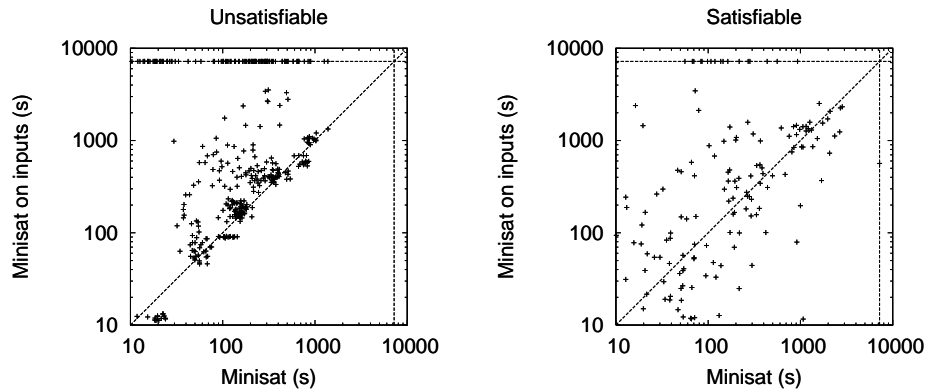 Unsatisfiable
10000
1000
100
10
Minisat on inputs (s)
10 100 1000 10000
Minisat (s)
Satisfiable
10000
1000
100
10
Minisat on inputs (s)
10 100 1000 10000
Minisat (s)